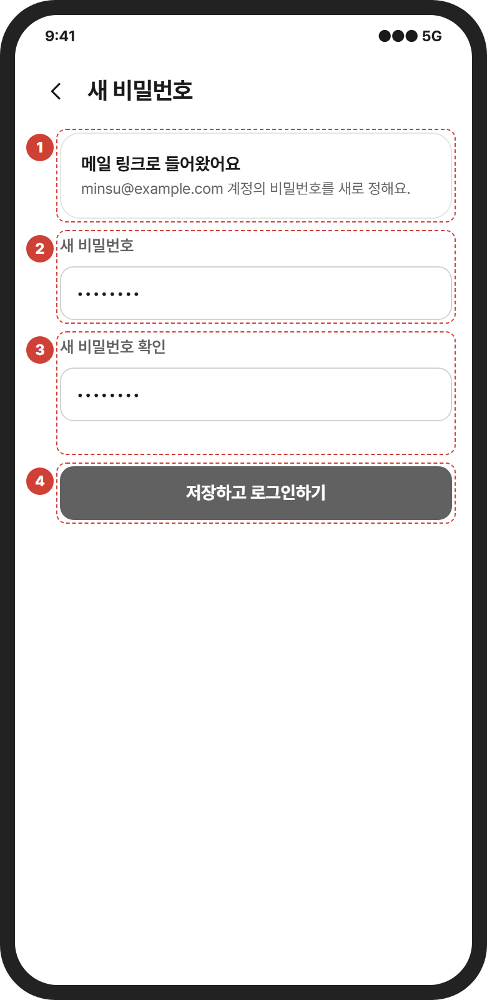 9:41
●●● 5G
새 비밀번호
1
메일 링크로 들어왔어요
minsu@example.com 계정의 비밀번호를 새로 정해요.
2
새 비밀번호
••••••••
3
새 비밀번호 확인
••••••••
4
저장하고 로그인하기